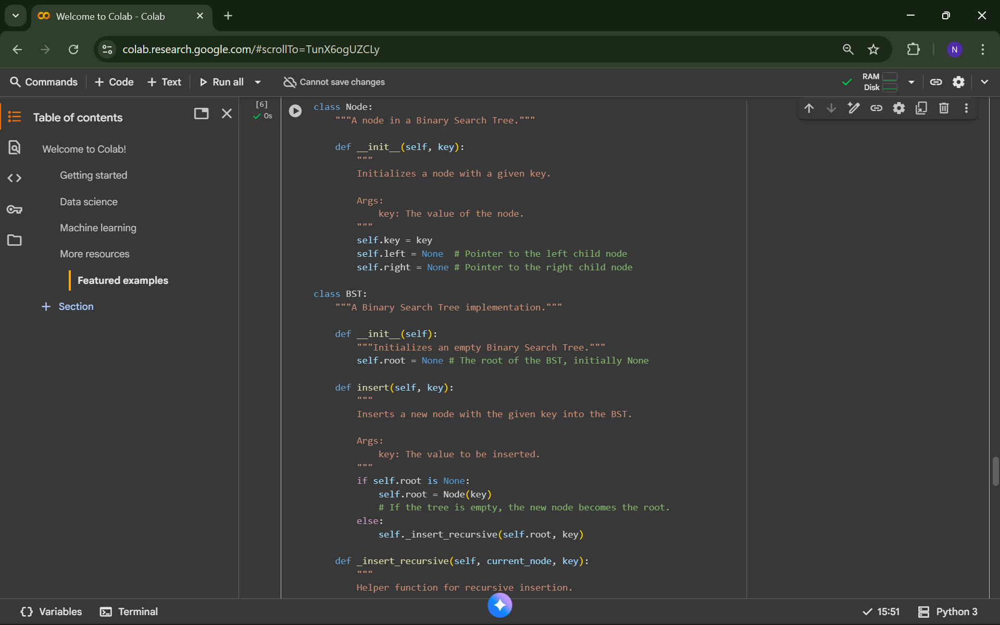 Welcome to Colab - Colab
colab.research.google.com/#scrollTo=TunX6ogUZCLy
N
Commands
+ Code
+ Text
Run all
Cannot save changes
RAM
Disk
Table of contents
Welcome to Colab!
Getting started
Data science
Machine learning
More resources
Featured examples
+ Section
[6]
0s
class Node:
    """A node in a Binary Search Tree."""
    def __init__(self, key):
        """
        Initializes a node with a given key.
        Args:
            key: The value of the node.
        """
        self.key = key
        self.left = None  # Pointer to the left child node
        self.right = None # Pointer to the right child node
class BST:
    """A Binary Search Tree implementation."""
    def __init__(self):
        """Initializes an empty Binary Search Tree."""
        self.root = None # The root of the BST, initially None
    def insert(self, key):
        """
        Inserts a new node with the given key into the BST.
        Args:
            key: The value to be inserted.
        """
        if self.root is None:
            self.root = Node(key)
            # If the tree is empty, the new node becomes the root.
        else:
            self._insert_recursive(self.root, key)
    def _insert_recursive(self, current_node, key):
        """
        Helper function for recursive insertion.
{} Variables
Terminal
15:51
Python 3